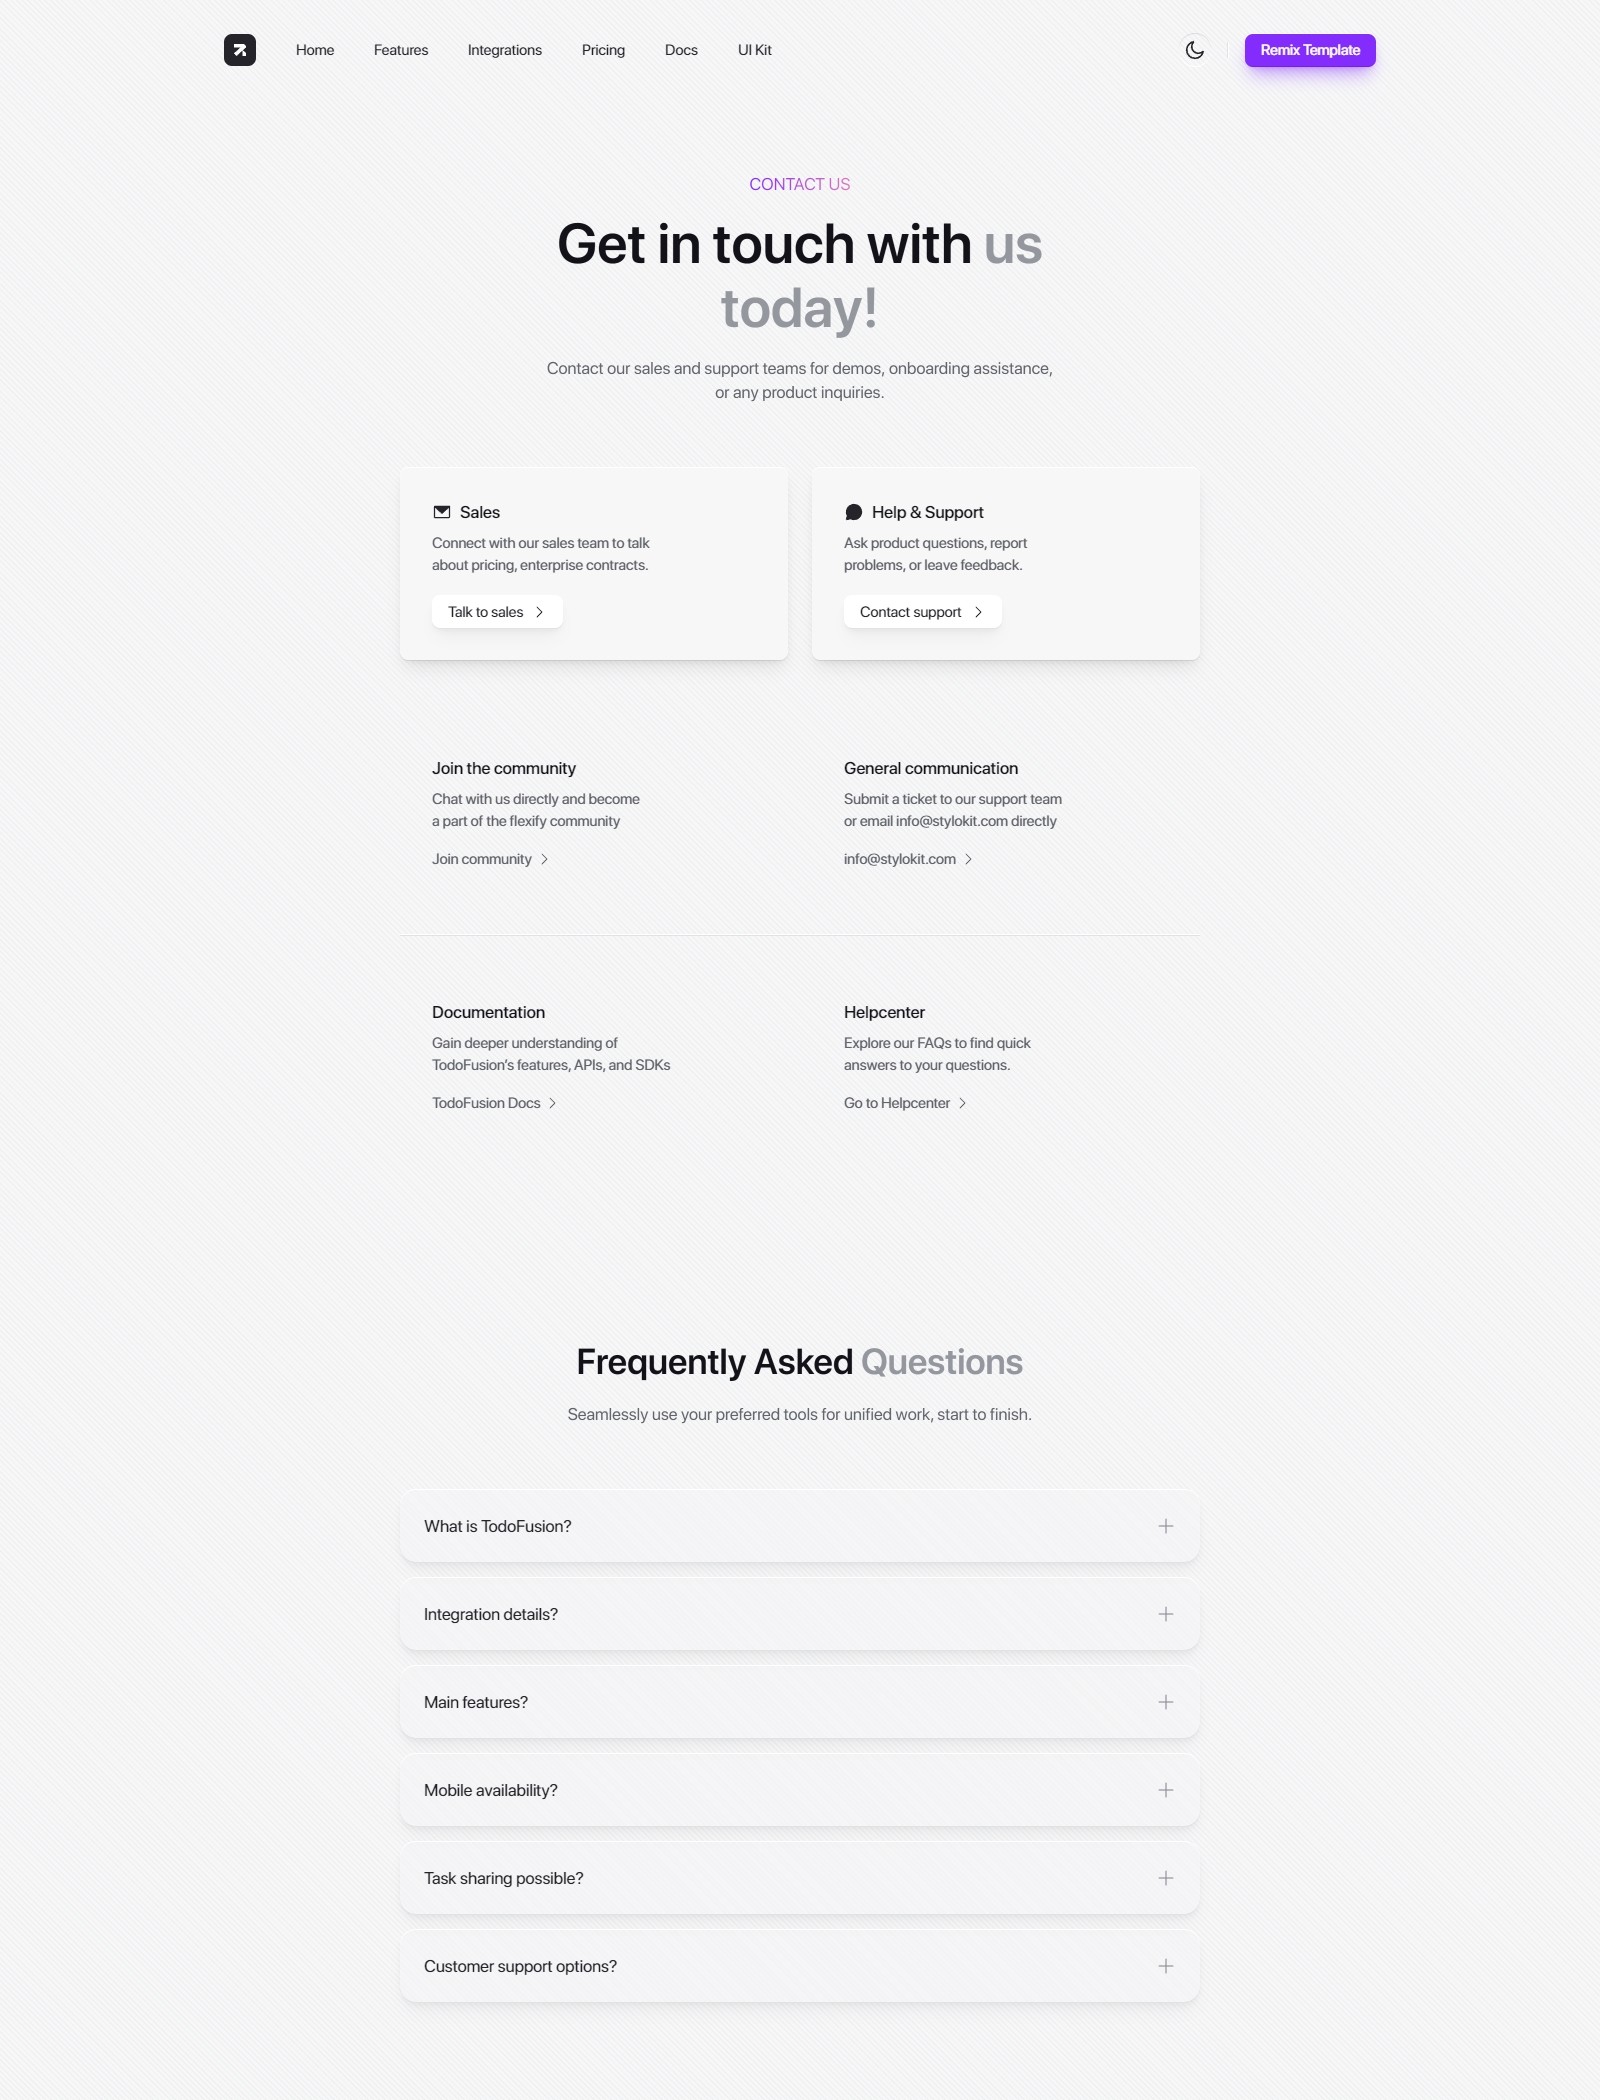 Home Features Integrations Pricing Docs UI Kit Remix Template
CONTACT US
Get in touch with us
today!
Contact our sales and support teams for demos, onboarding assistance,
or any product inquiries.
Sales
Connect with our sales team to talk
about pricing, enterprise contracts.
Talk to sales
Help & Support
Ask product questions, report
problems, or leave feedback.
Contact support
Join the community
Chat with us directly and become
a part of the flexify community
Join community
General communication
Submit a ticket to our support team
or email info@stylokit.com directly
info@stylokit.com
Documentation
Gain deeper understanding of
TodoFusion’s features, APIs, and SDKs
TodoFusion Docs
Helpcenter
Explore our FAQs to find quick
answers to your questions.
Go to Helpcenter
Frequently Asked Questions
Seamlessly use your preferred tools for unified work, start to finish.
What is TodoFusion?
Integration details?
Main features?
Mobile availability?
Task sharing possible?
Customer support options?